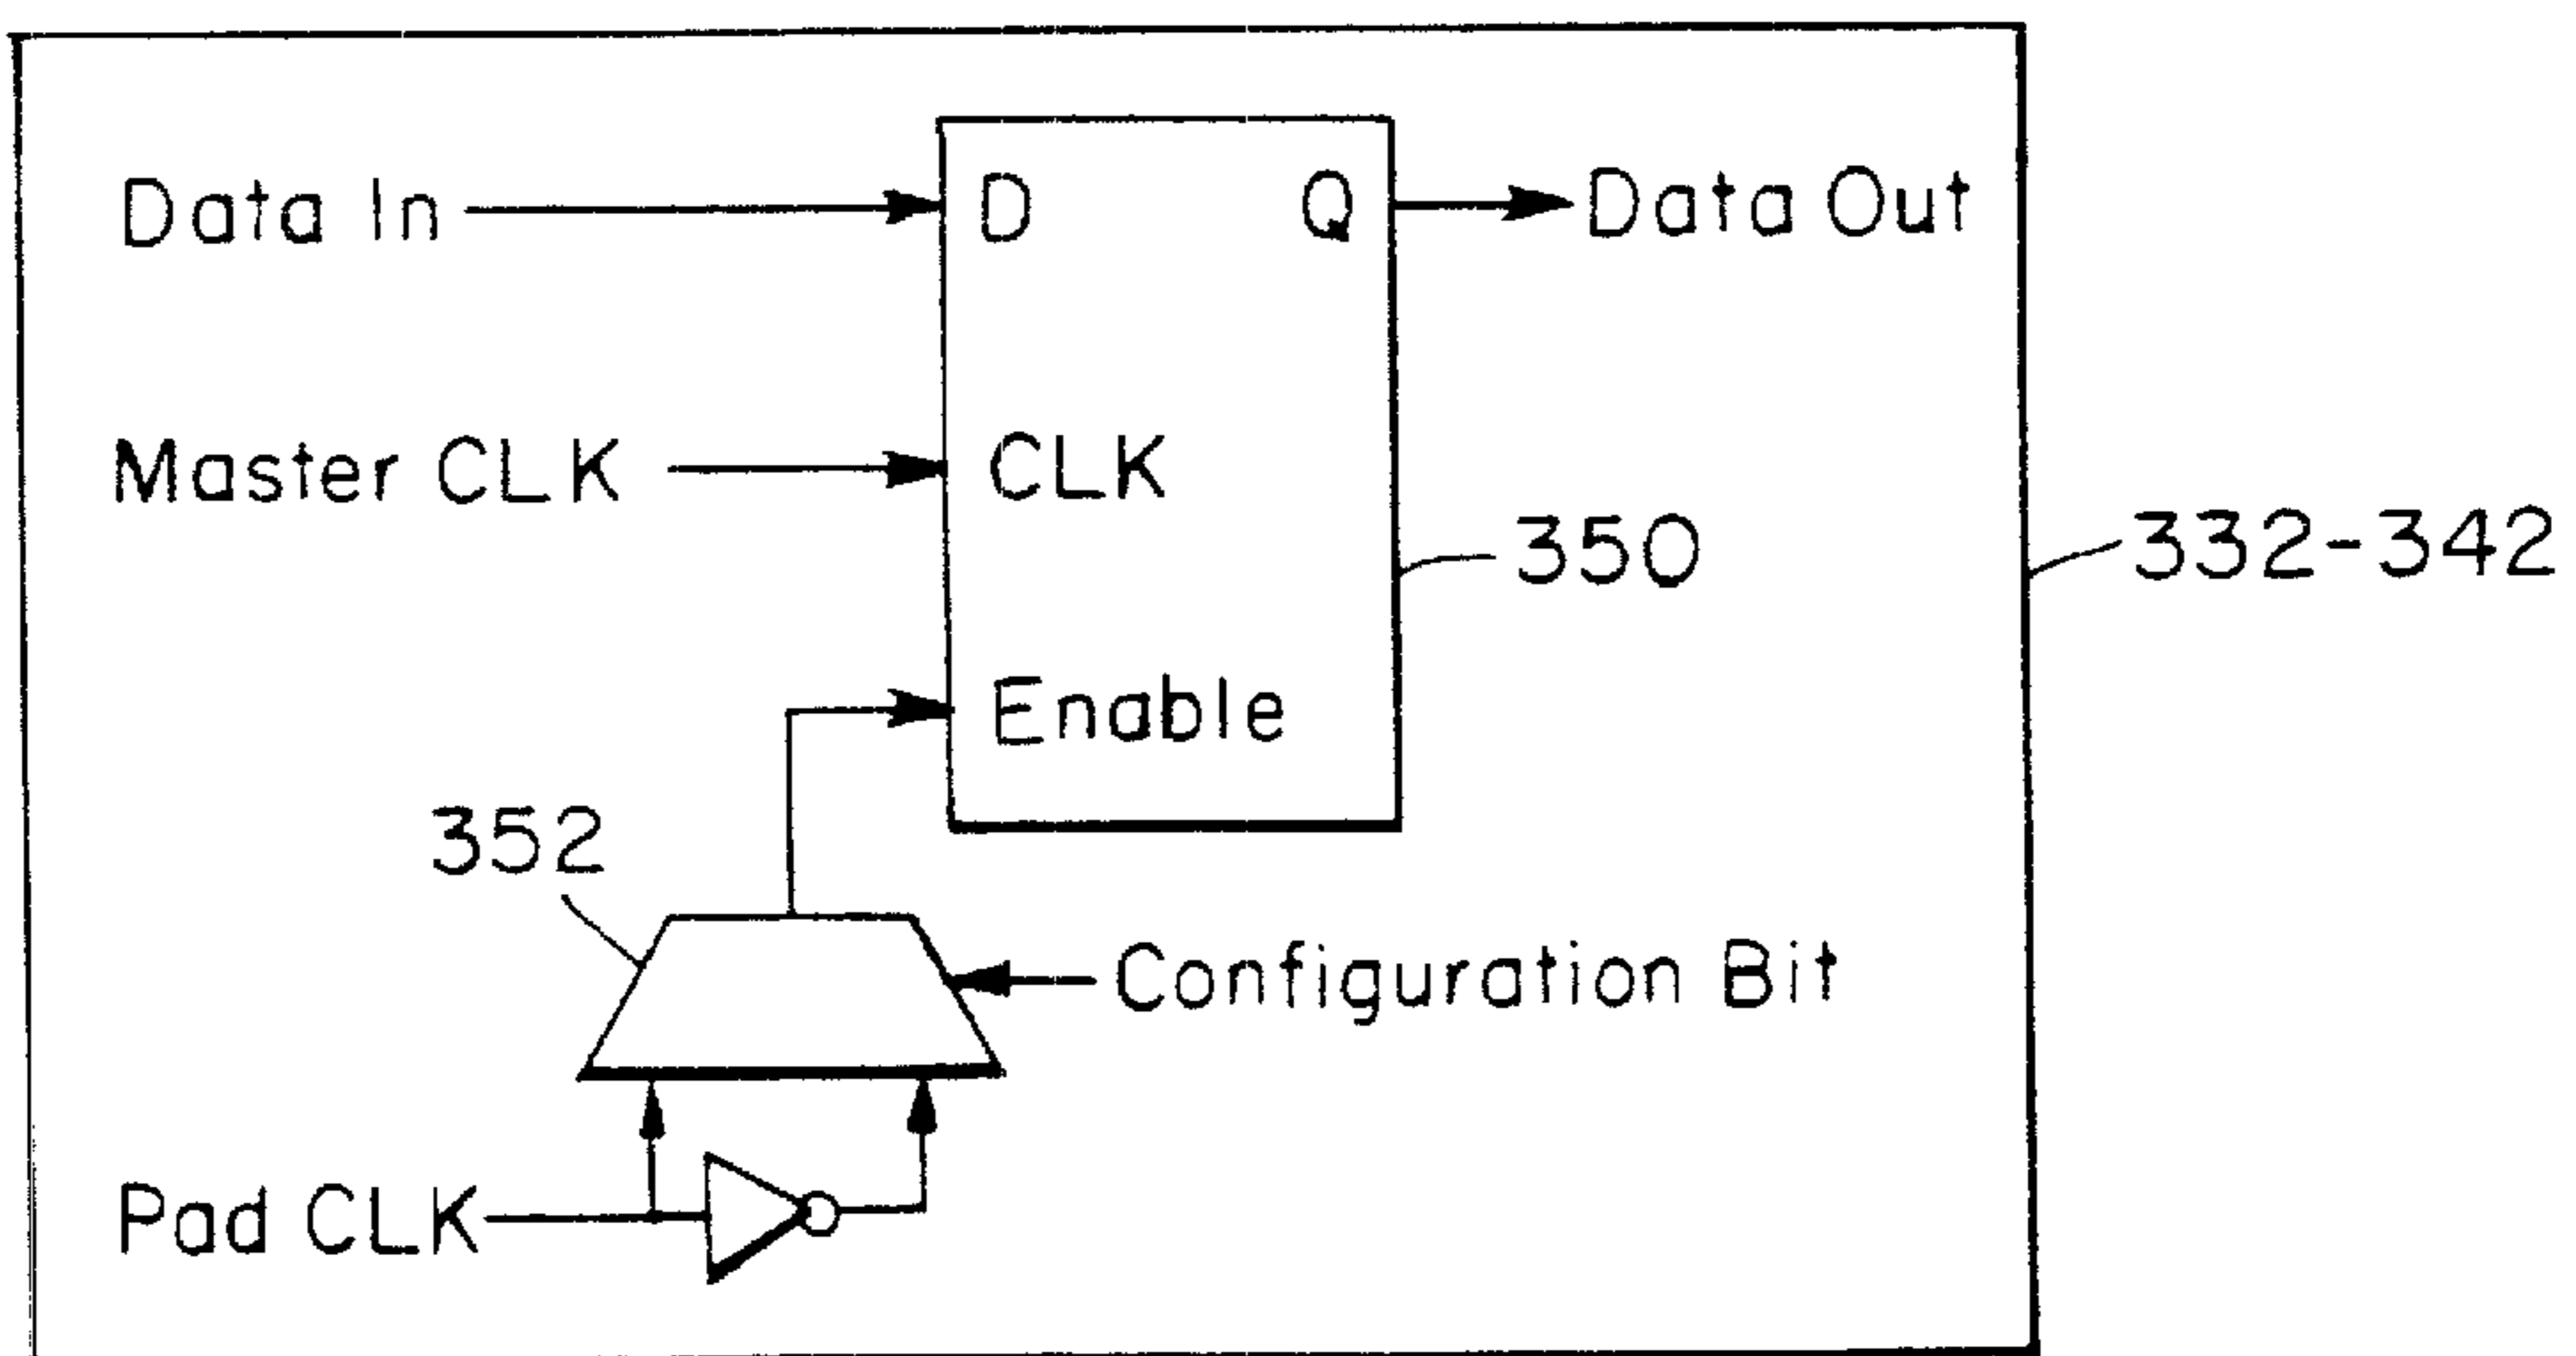 Data In
D
Q
Data Out
Master CLK
CLK
350
332-342
Enable
352
Configuration Bit
Pad CLK